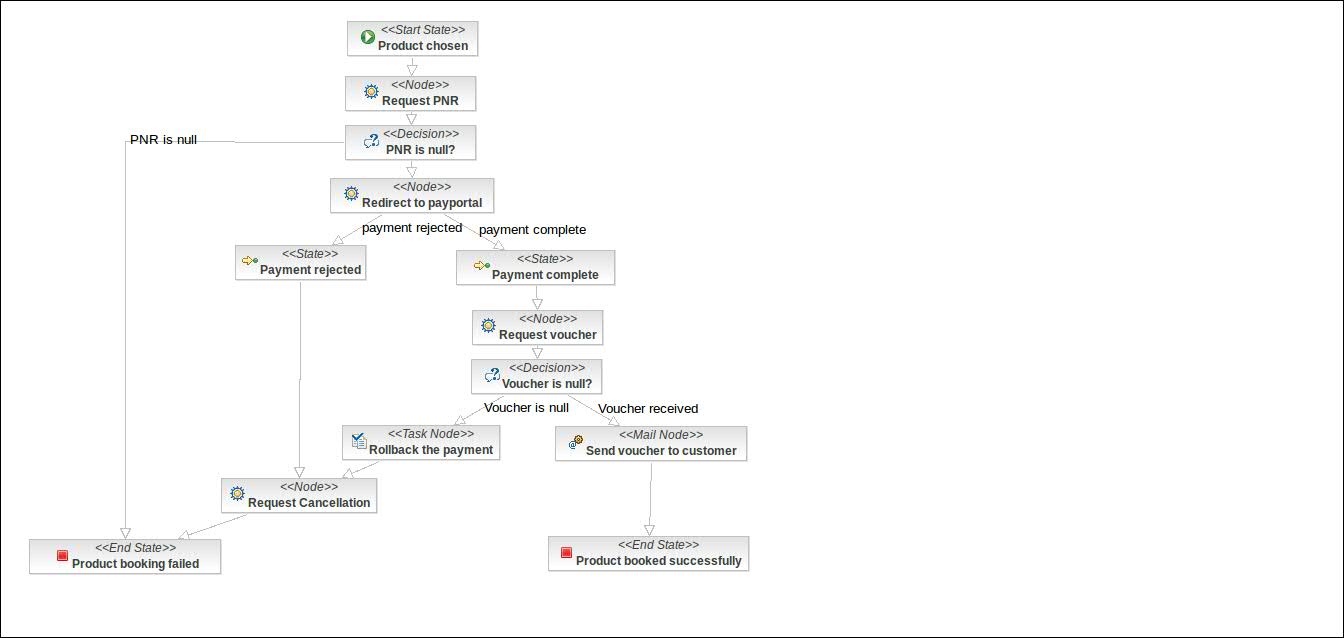 <<Start State>>
Product chosen
<<Node>>
Request PNR
PNR is null
<<Decision>>
PNR is null?
<<Node>>
Redirect to payportal
payment rejected
payment complete
<<State>>
Payment rejected
<<State>>
Payment complete
<<Node>>
Request voucher
<<Decision>>
Voucher is null?
Voucher is null
Voucher received
<<Task Node>>
Rollback the payment
<<Mail Node>>
Send voucher to customer
<<Node>>
Request Cancellation
<<End State>>
Product booking failed
<<End State>>
Product booked successfully